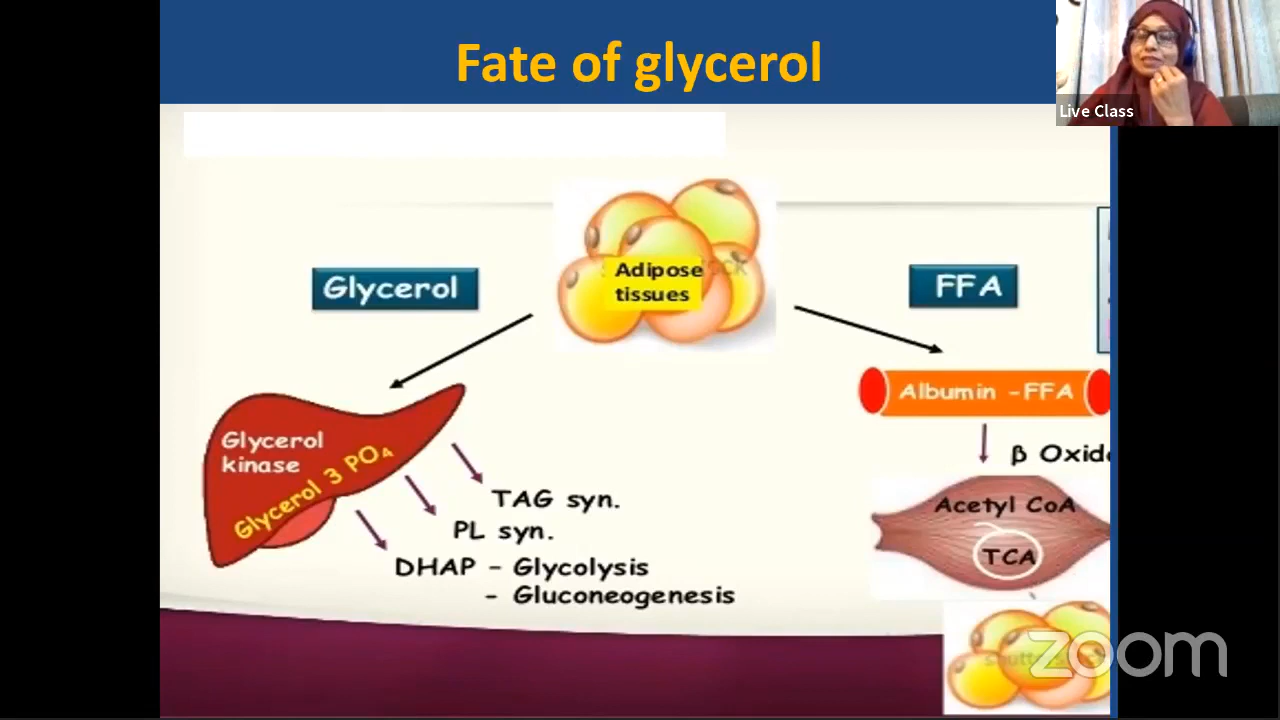 Fate of glycerol
Live Class
Adipose
tissues
Glycerol
FFA
Glycerol
kinase
Glycerol 3 PO₄
TAG syn.
PL syn.
DHAP - Glycolysis
- Gluconeogenesis
Albumin -FFA
β Oxid
Acetyl CoA
TCA
zoom